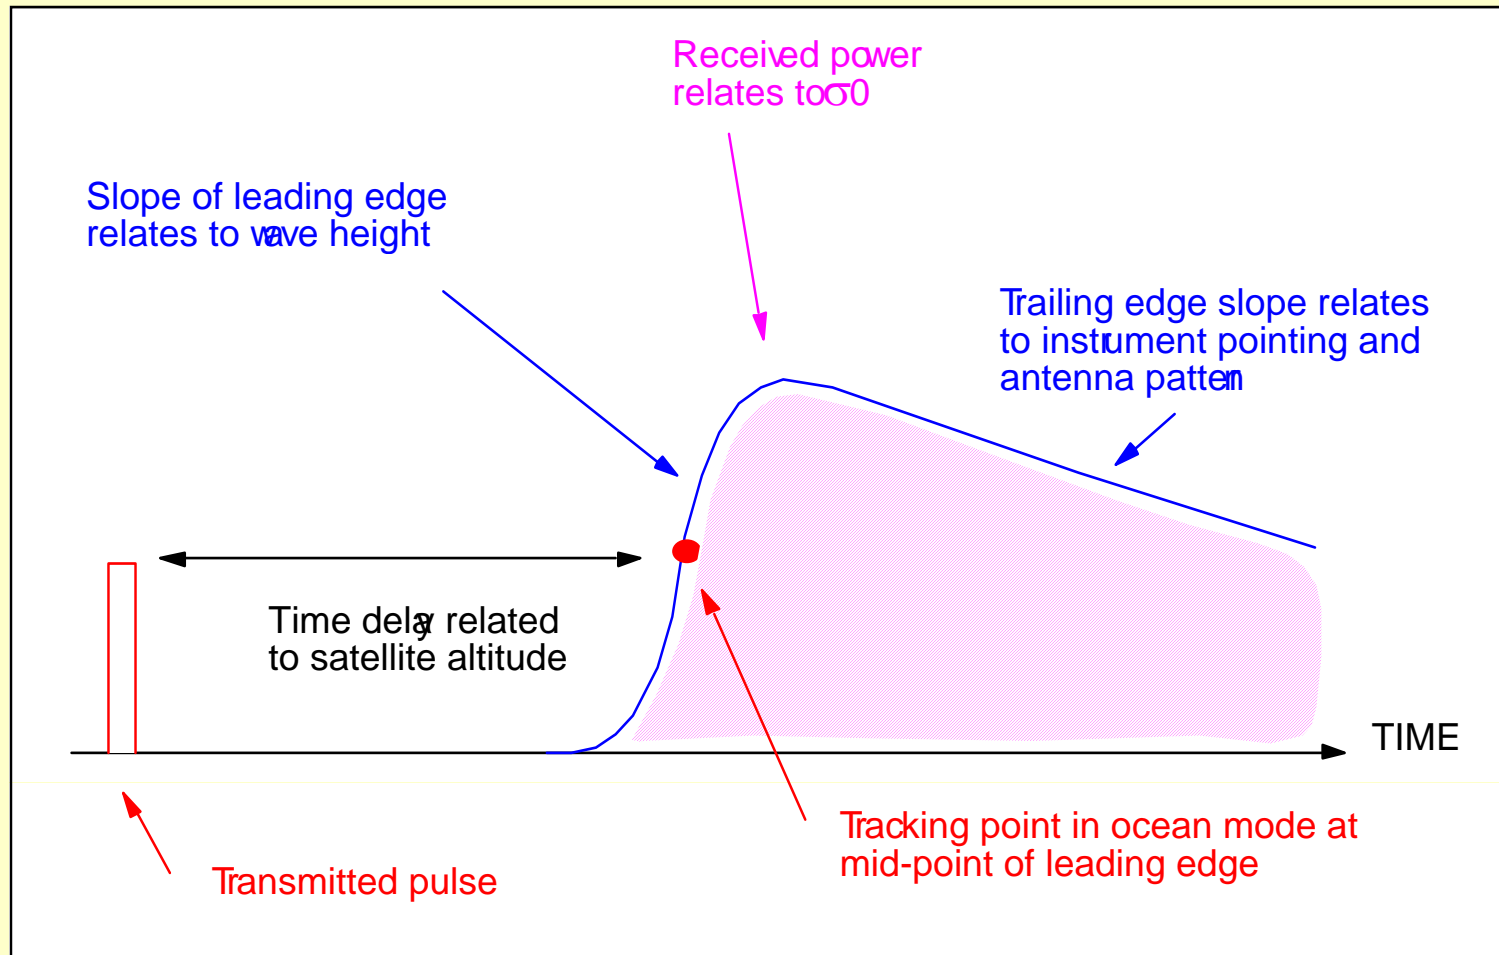 Received power
relates to σ0
Slope of leading edge
relates to wave height
Trailing edge slope relates
to instrument pointing and
antenna pattern
Time delay related
to satellite altitude
TIME
Tracking point in ocean mode at
mid-point of leading edge
Transmitted pulse